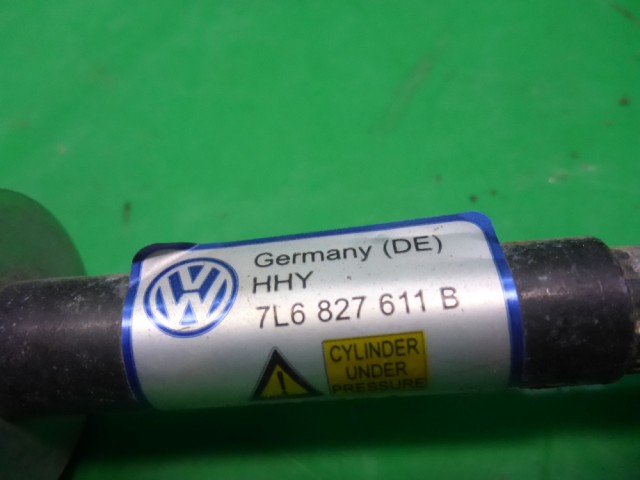 Germany (DE)
HHY
7L6 827 611 B
CYLINDER
UNDER
PRESSURE